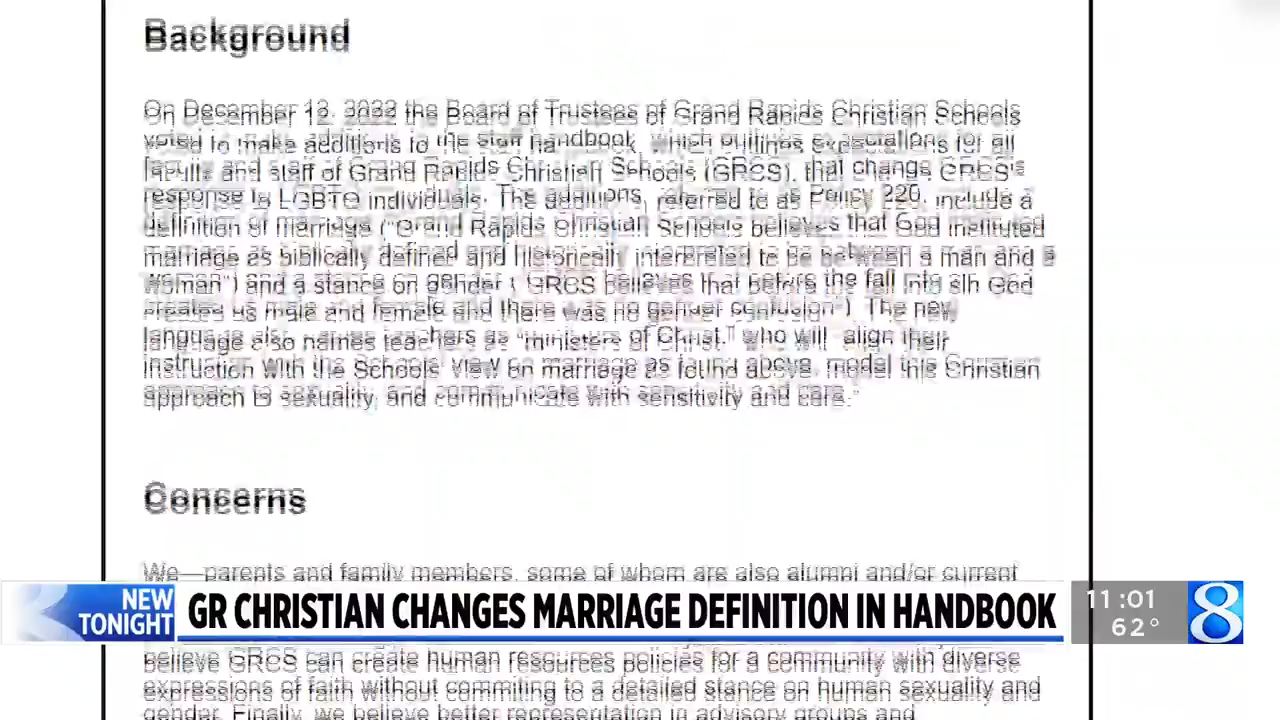 Background
On December 12, 2022 the Board of Trustees of Grand Rapids Christian Schools
voted to make additions to the staff handbook, which outlines expectations for all
faculty and staff of Grand Rapids Christian Schools (GRCS), that change GRCS's
response to LGBTQ individuals. The additions, referred to as Policy 220, include a
definition of marriage ("Grand Rapids Christian Schools believes that God instituted
marriage as biblically defined and historically interpreted to be between a man and a
woman") and a stance on gender ("GRCS believes that before the fall into sin God
creates us male and female and there was no gender confusion"). The new
language also names teachers as "ministers of Christ," who will "align their
instruction with the Schools' view on marriage as found above, model this Christian
approach to sexuality, and communicate with sensitivity and care."
Concerns
We—parents and family members, some of whom are also alumni and/or current
NEW TONIGHT
GR CHRISTIAN CHANGES MARRIAGE DEFINITION IN HANDBOOK
11:01
62°
8
believe GRCS can create human resources policies for a community with diverse
expressions of faith without commiting to a detailed stance on human sexuality and
gender. Finally, we believe better representation in advisory groups and